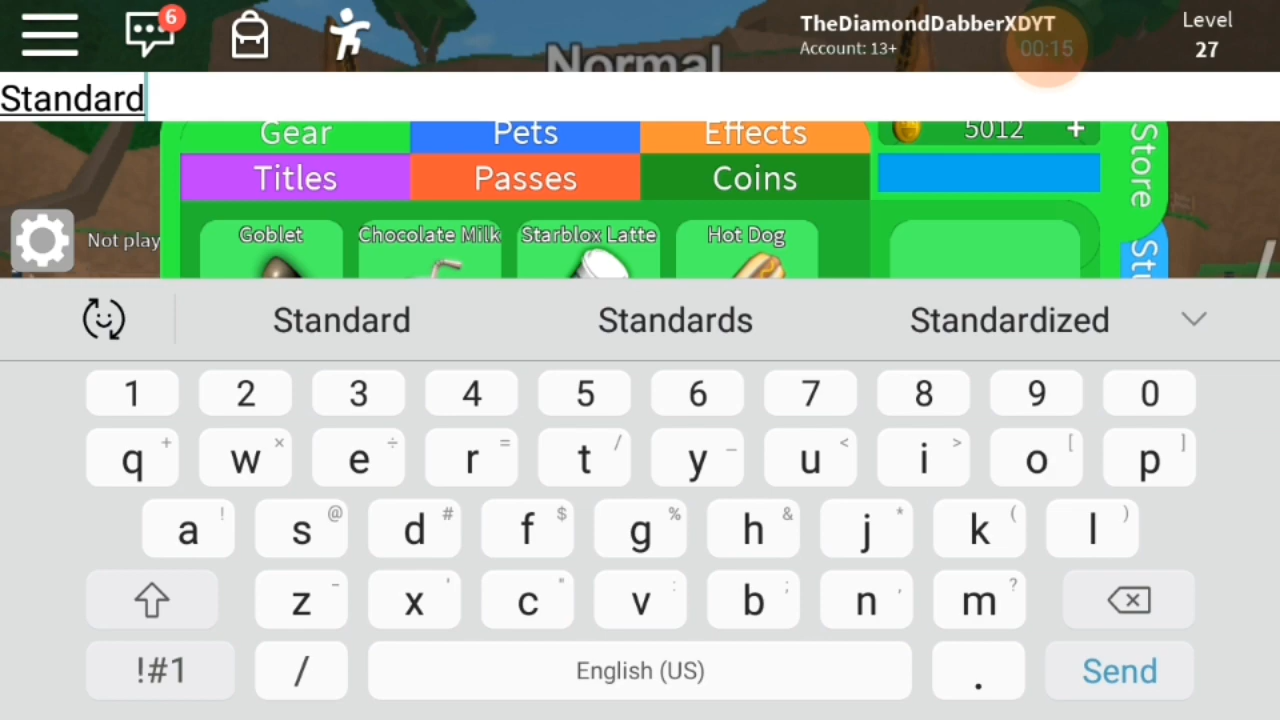 6
TheDiamondDabberXDYT
Account: 13+
00:15
Level
27
Normal
Standard
Gear
Pets
Effects
5012
+
Store
Titles
Passes
Coins
Not play
Goblet
Chocolate Milk
Starblox Latte
Hot Dog
St
Standard
Standards
Standardized
1 2 3 4 5 6 7 8 9 0
q + w × e ÷ r = t / y _ u < i > o [ p ]
a ! s @ d # f $ g % h & j * k ( l )
z - x ' c " v : b ; n , m ?
!#1 / English (US) . Send